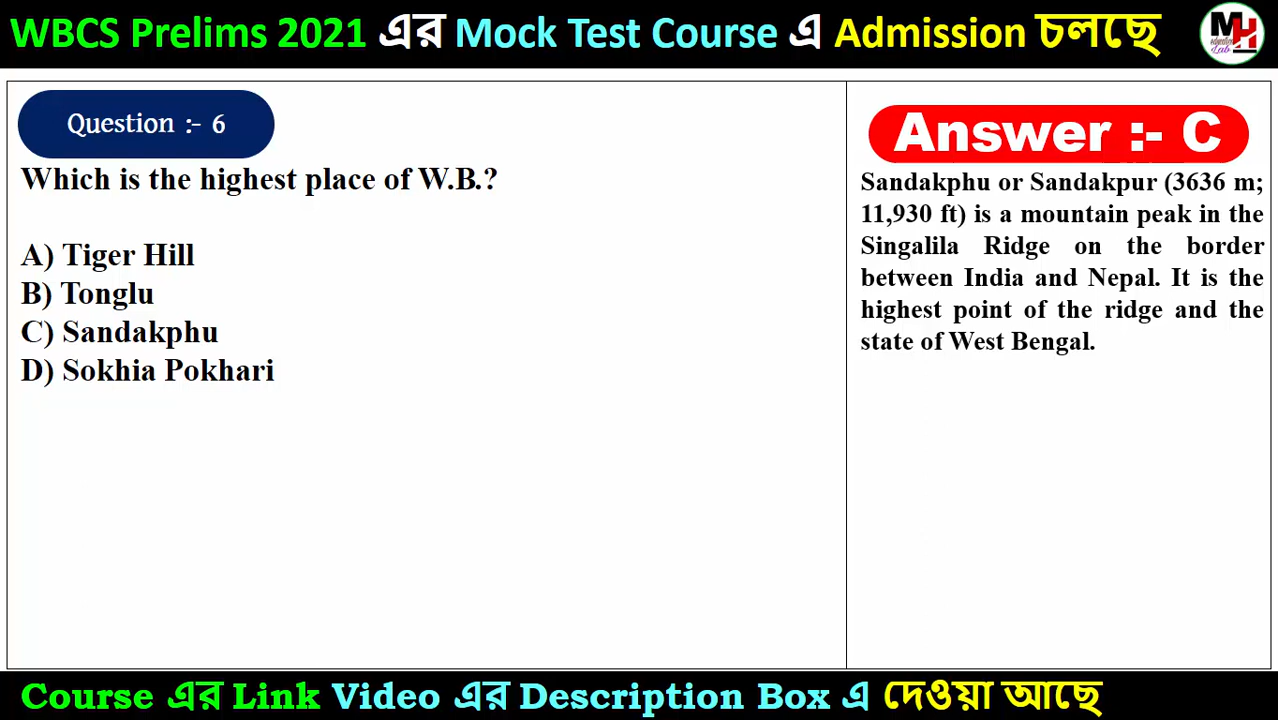 WBCS Prelims 2021 এর Mock Test Course এ Admission চলছে
MH
education
Lab
Question :- 6
Which is the highest place of W.B.?
A) Tiger Hill
B) Tonglu
C) Sandakphu
D) Sokhia Pokhari
Answer :- C
Sandakphu or Sandakpur (3636 m;
11,930 ft) is a mountain peak in the
Singalila Ridge on the border
between India and Nepal. It is the
highest point of the ridge and the
state of West Bengal.
Course এর Link Video এর Description Box এ দেওয়া আছে